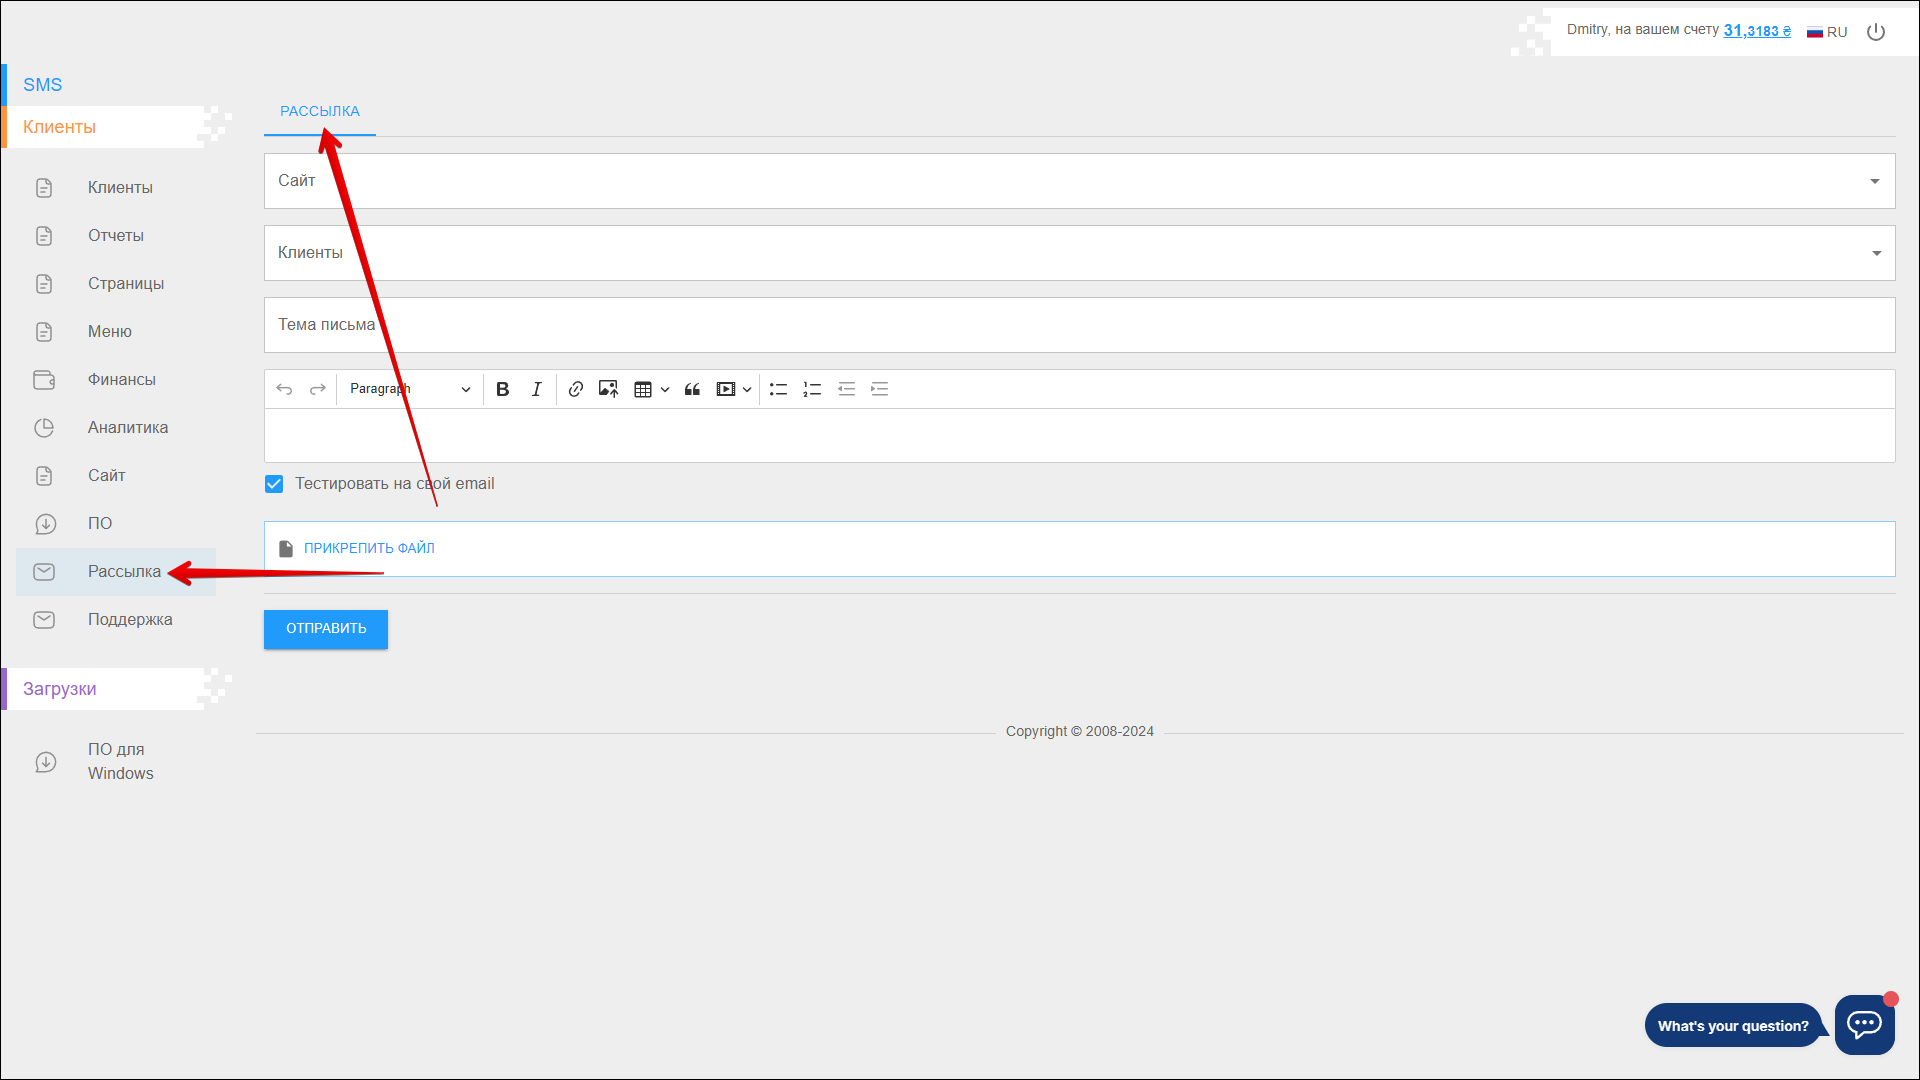 Dmitry, на вашем счету 31,3183 ₴
RU
SMS
Клиенты
Клиенты
Отчеты
Страницы
Меню
Финансы
Аналитика
Сайт
ПО
Рассылка
Поддержка
Загрузки
ПО для
Windows
РАССЫЛКА
Сайт
Клиенты
Тема письма
Paragraph
Тестировать на свой email
ПРИКРЕПИТЬ ФАЙЛ
ОТПРАВИТЬ
Copyright © 2008-2024
What's your question?